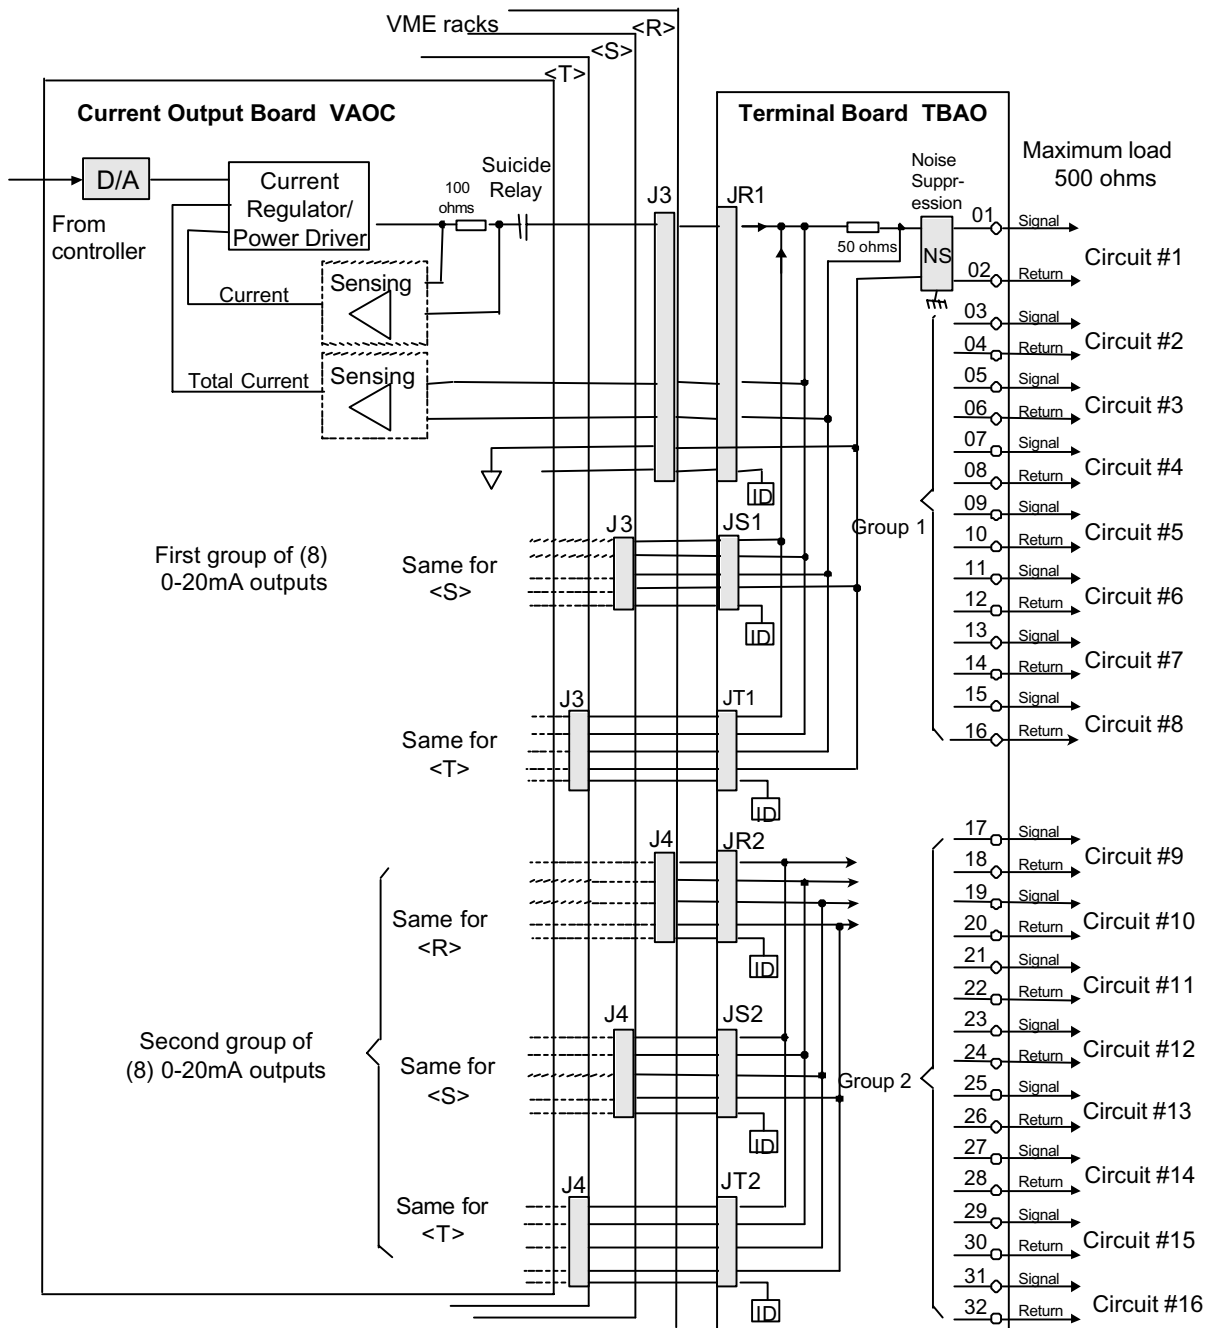 VME racks
<R>
<S>
<T>
Current Output Board VAOC
Terminal Board TBAO
D/A
From
controller
Current
Regulator/
Power Driver
100
ohms
Suicide
Relay
J3
JR1
Noise
Suppr-
ession
Maximum load
500 ohms
50 ohms
NS
Sensing
Current
Sensing
Total Current
ID
01 Signal
02 Return
Circuit #1
03 Signal
04 Return
Circuit #2
05 Signal
06 Return
Circuit #3
07 Signal
08 Return
Circuit #4
09 Signal
10 Return
Circuit #5
11 Signal
12 Return
Circuit #6
13 Signal
14 Return
Circuit #7
15 Signal
16 Return
Circuit #8
Group 1
First group of (8)
0-20mA outputs
Same for
<S>
J3
JS1
ID
Same for
<T>
J3
JT1
ID
Second group of
(8) 0-20mA outputs
Same for
<R>
J4
JR2
ID
Same for
<S>
J4
JS2
ID
Same for
<T>
J4
JT2
ID
Group 2
17 Signal
18 Return
Circuit #9
19 Signal
20 Return
Circuit #10
21 Signal
22 Return
Circuit #11
23 Signal
24 Return
Circuit #12
25 Signal
26 Return
Circuit #13
27 Signal
28 Return
Circuit #14
29 Signal
30 Return
Circuit #15
31 Signal
32 Return
Circuit #16